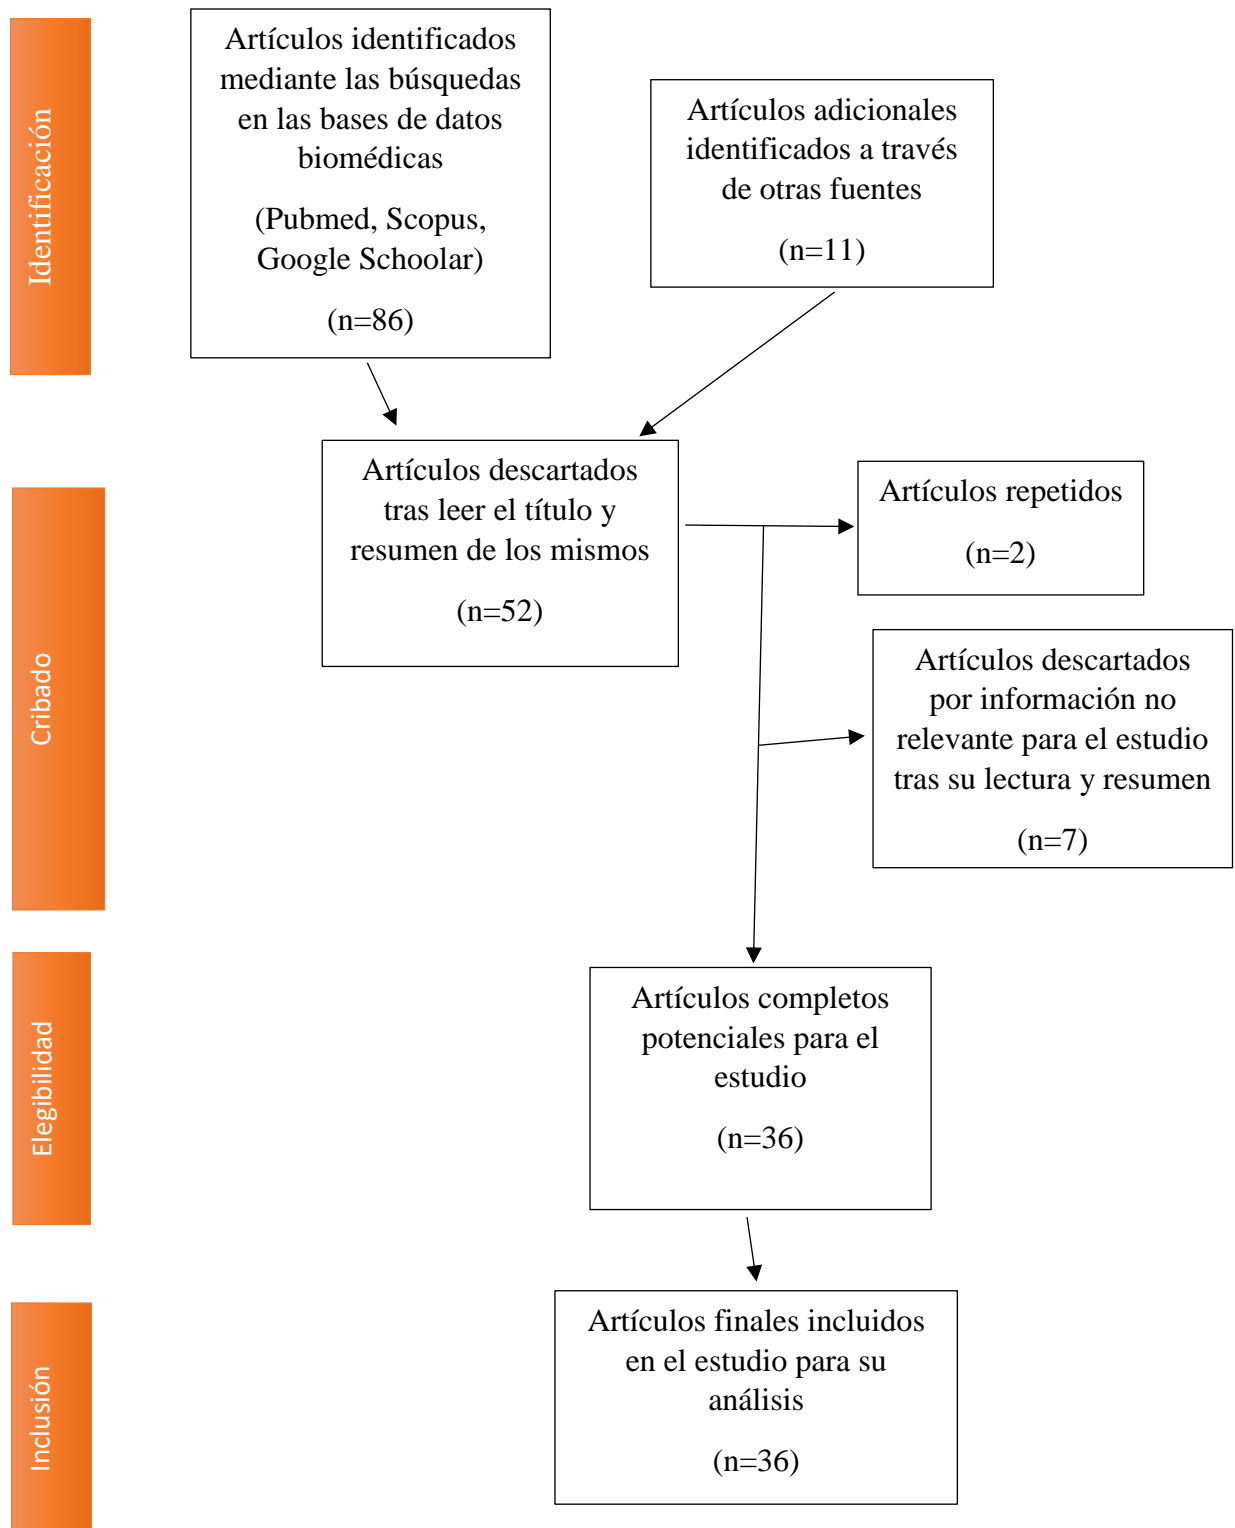 Identificación
Artículos identificados
mediante las búsquedas
en las bases de datos
biomédicas
(Pubmed, Scopus,
Google Schoolar)
(n=86)
Artículos adicionales
identificados a través
de otras fuentes
(n=11)
Cribado
Artículos descartados
tras leer el título y
resumen de los mismos
(n=52)
Artículos repetidos
(n=2)
Artículos descartados
por información no
relevante para el estudio
tras su lectura y resumen
(n=7)
Elegibilidad
Artículos completos
potenciales para el
estudio
(n=36)
Inclusión
Artículos finales incluidos
en el estudio para su
análisis
(n=36)